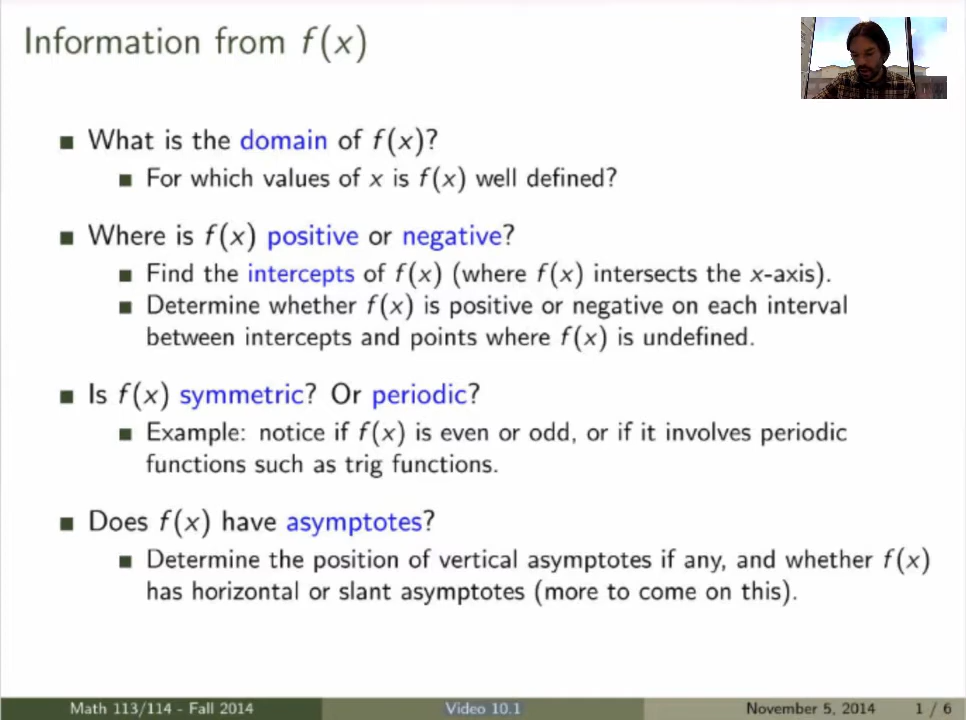 Information from f(x)
What is the domain of f(x)?
For which values of x is f(x) well defined?
Where is f(x) positive or negative?
Find the intercepts of f(x) (where f(x) intersects the x-axis).
Determine whether f(x) is positive or negative on each interval
between intercepts and points where f(x) is undefined.
Is f(x) symmetric? Or periodic?
Example: notice if f(x) is even or odd, or if it involves periodic
functions such as trig functions.
Does f(x) have asymptotes?
Determine the position of vertical asymptotes if any, and whether f(x)
has horizontal or slant asymptotes (more to come on this).
Math 113/114 - Fall 2014 Video 10.1 November 5, 2014 1 / 6